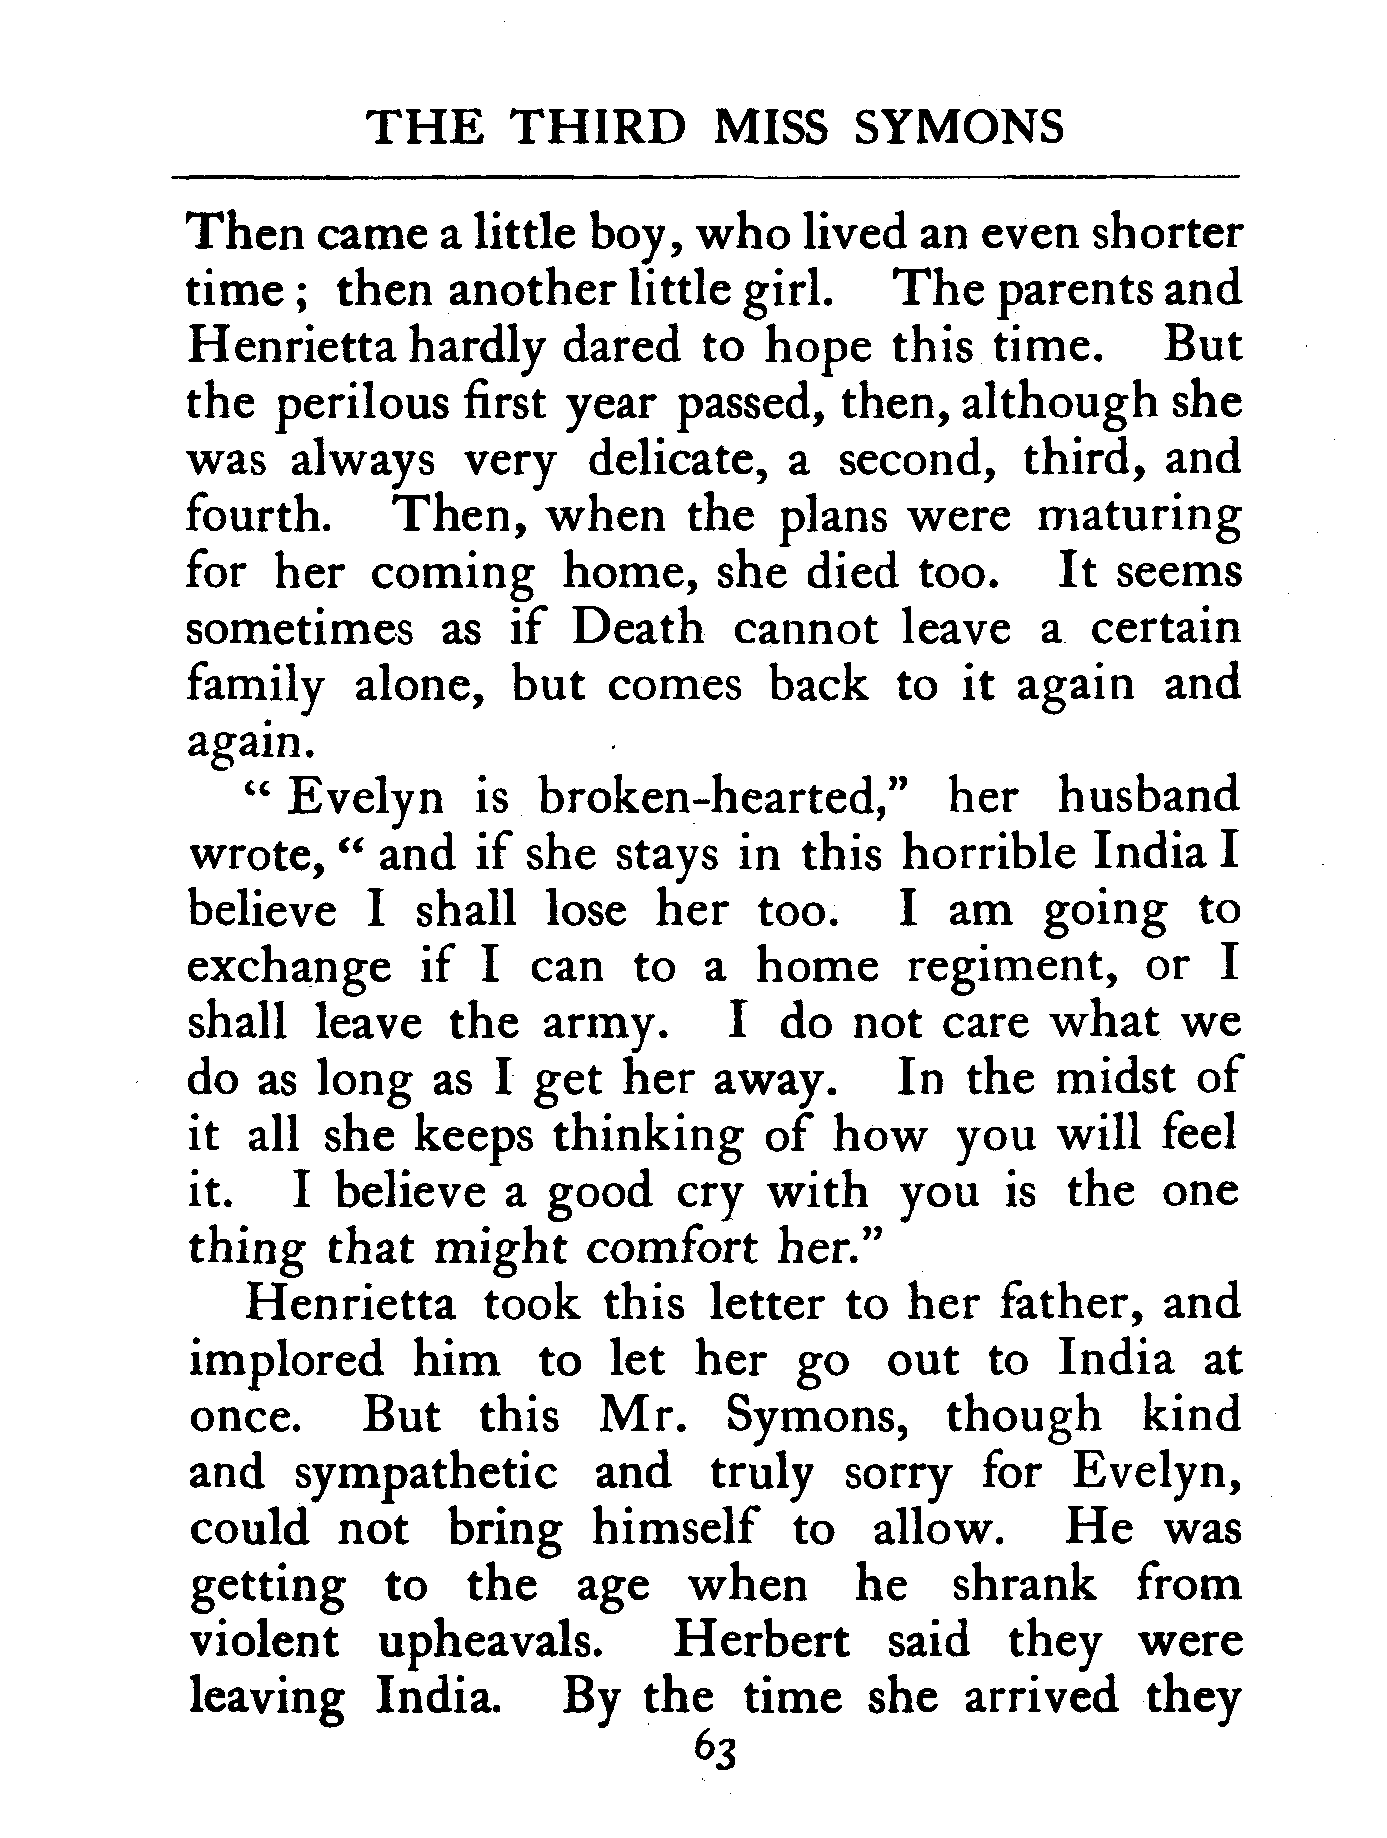 THE THIRD MISS SYMONS
Then came a little boy, who lived an even shorter
time ; then another little girl. The parents and
Henrietta hardly dared to hope this time. But
the perilous first year passed, then, although she
was always very delicate, a second, third, and
fourth. Then, when the plans were maturing
for her coming home, she died too. It seems
sometimes as if Death cannot leave a certain
family alone, but comes back to it again and
again.
“ Evelyn is broken-hearted,” her husband
wrote, “ and if she stays in this horrible India I
believe I shall lose her too. I am going to
exchange if I can to a home regiment, or I
shall leave the army. I do not care what we
do as long as I get her away. In the midst of
it all she keeps thinking of how you will feel
it. I believe a good cry with you is the one
thing that might comfort her.”
Henrietta took this letter to her father, and
implored him to let her go out to India at
once. But this Mr. Symons, though kind
and sympathetic and truly sorry for Evelyn,
could not bring himself to allow. He was
getting to the age when he shrank from
violent upheavals. Herbert said they were
leaving India. By the time she arrived they
63